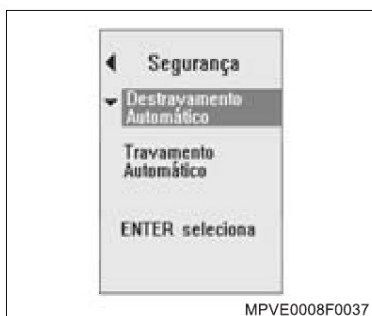 Segurança
Destravamento
Automático
Travamento
Automático
ENTER seleciona
MPVE0008F0037